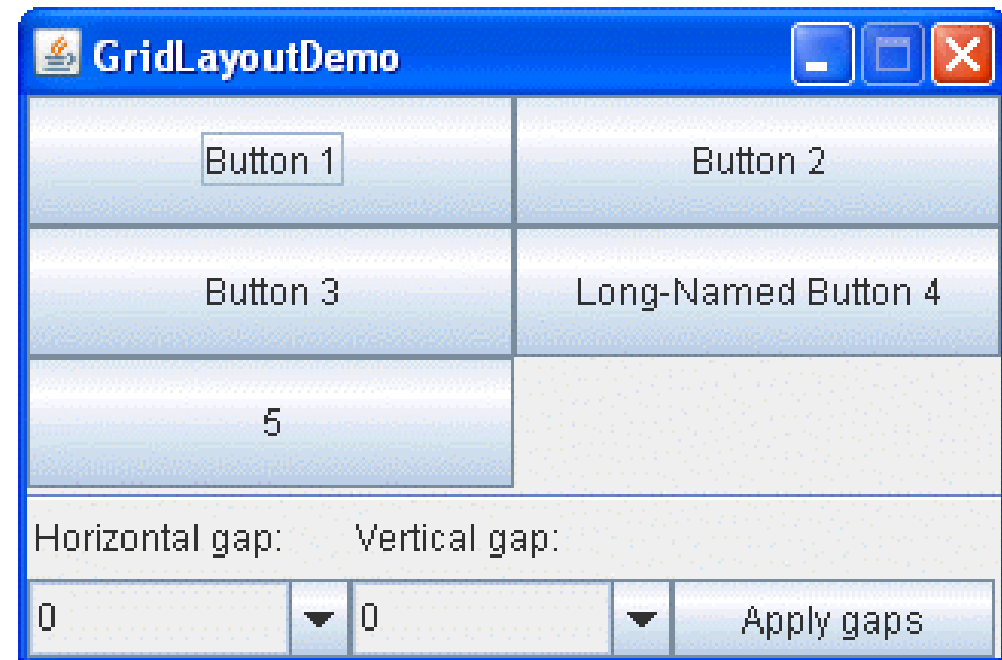 GridLayoutDemo
Button 1 Button 2
Button 3 Long-Named Button 4
5
Horizontal gap: Vertical gap:
0 0 Apply gaps